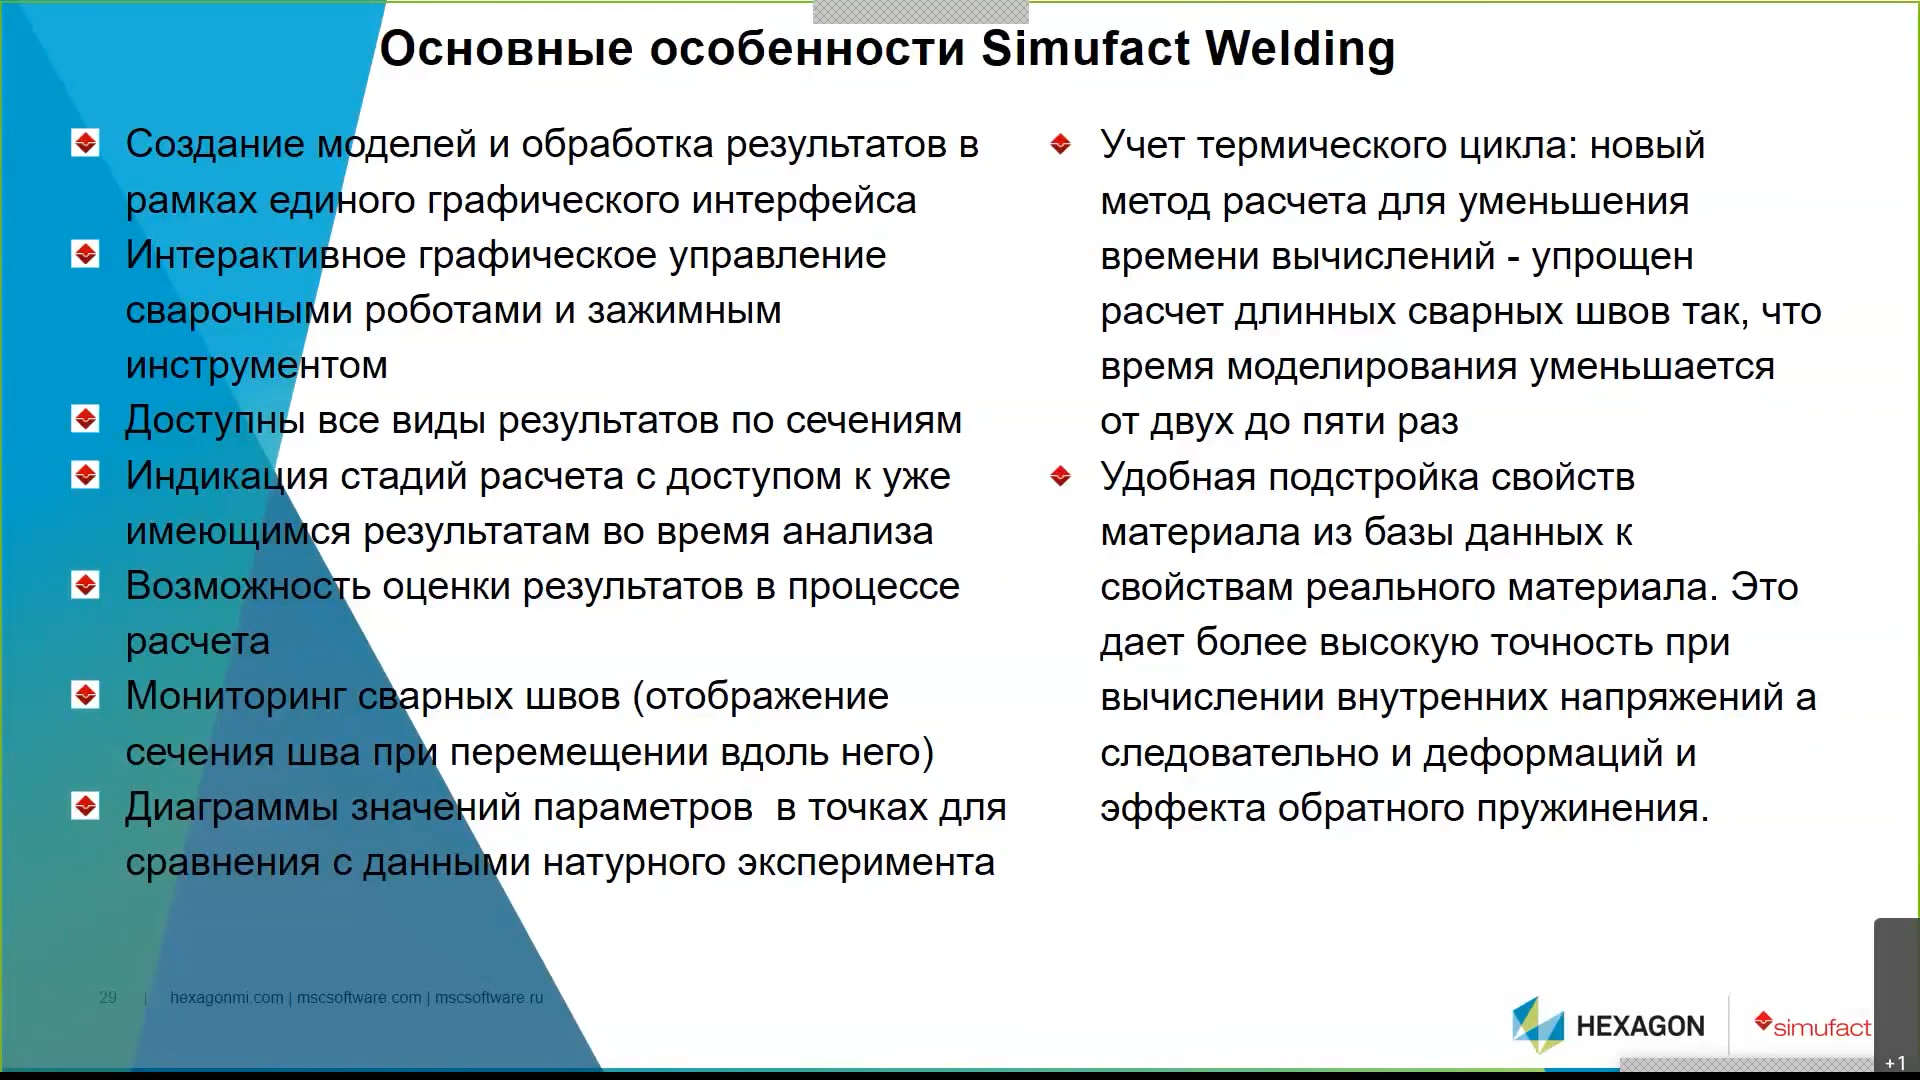 Основные особенности Simufact Welding
Создание моделей и обработка результатов в
рамках единого графического интерфейса
Интерактивное графическое управление
сварочными роботами и зажимным
инструментом
Доступны все виды результатов по сечениям
Индикация стадий расчета с доступом к уже
имеющимся результатам во время анализа
Возможность оценки результатов в процессе
расчета
Мониторинг сварных швов (отображение
сечения шва при перемещении вдоль него)
Диаграммы значений параметров  в точках для
сравнения с данными натурного эксперимента
Учет термического цикла: новый
метод расчета для уменьшения
времени вычислений - упрощен
расчет длинных сварных швов так, что
время моделирования уменьшается
от двух до пяти раз
Удобная подстройка свойств
материала из базы данных к
свойствам реального материала. Это
дает более высокую точность при
вычислении внутренних напряжений а
следовательно и деформаций и
эффекта обратного пружинения.
29 | hexagonmi.com | mscsoftware.com | mscsoftware.ru
HEXAGON
simufact
+1